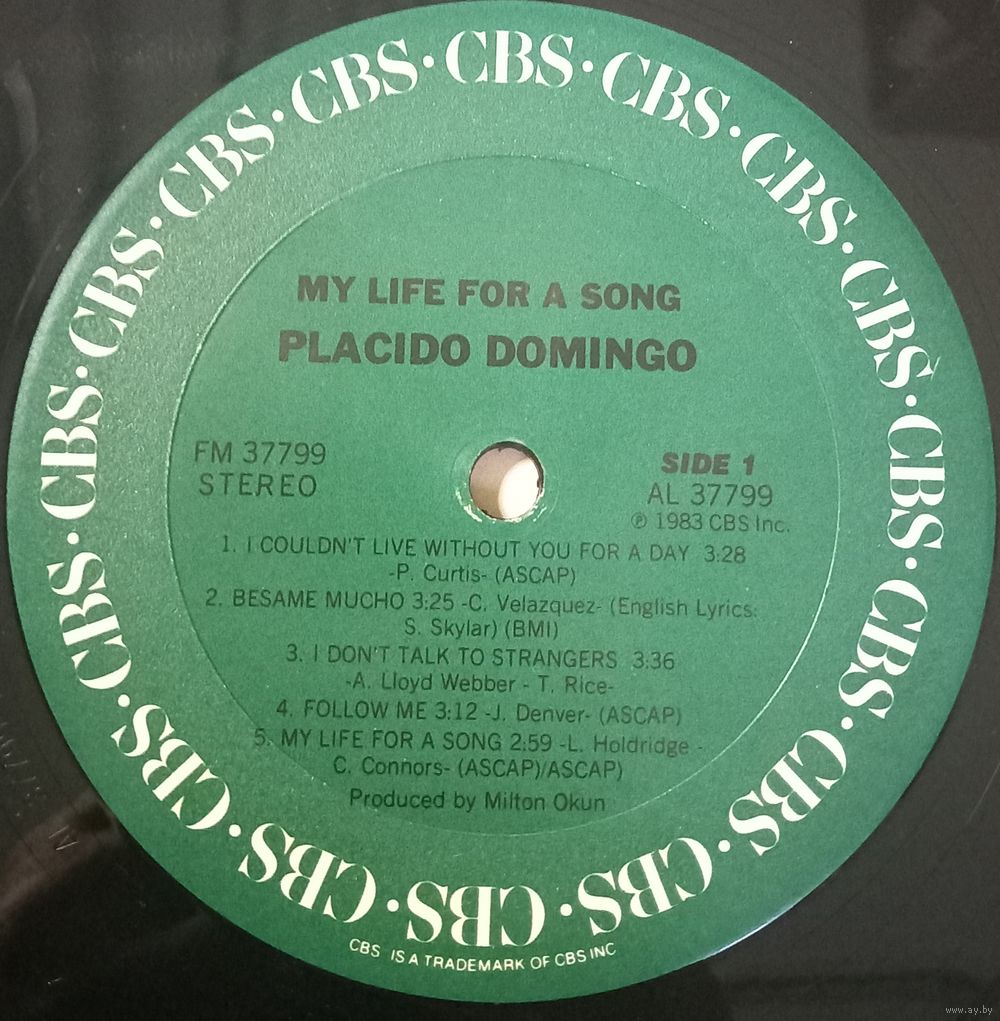 CBS · CBS · CBS · CBS · CBS · CBS · CBS · CBS · CBS · CBS · CBS · CBS · CBS · CBS · CBS · CBS ·
MY LIFE FOR A SONG
PLACIDO DOMINGO
FM 37799
STEREO
SIDE 1
AL 37799
℗ 1983 CBS Inc.
1. I COULDN'T LIVE WITHOUT YOU FOR A DAY 3:28
-P. Curtis- (ASCAP)
2. BESAME MUCHO 3:25 -C. Velazquez- (English Lyrics:
S. Skylar) (BMI)
3. I DON'T TALK TO STRANGERS 3:36
-A. Lloyd Webber - T. Rice-
4. FOLLOW ME 3:12 -J. Denver- (ASCAP)
5. MY LIFE FOR A SONG 2:59 -L. Holdridge -
C. Connors- (ASCAP)/ASCAP)
Produced by Milton Okun
CBS IS A TRADEMARK OF CBS INC
www.ay.by